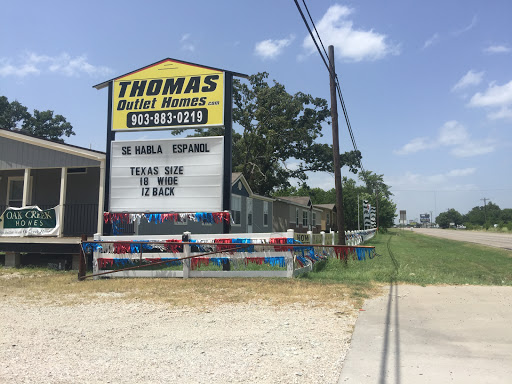 THOMAS
Outlet Homes.com
903-883-0219
SE HABLA ESPANOL
TEXAS SIZE
18 WIDE
IZ BACK
OAK CREEK
HOMES